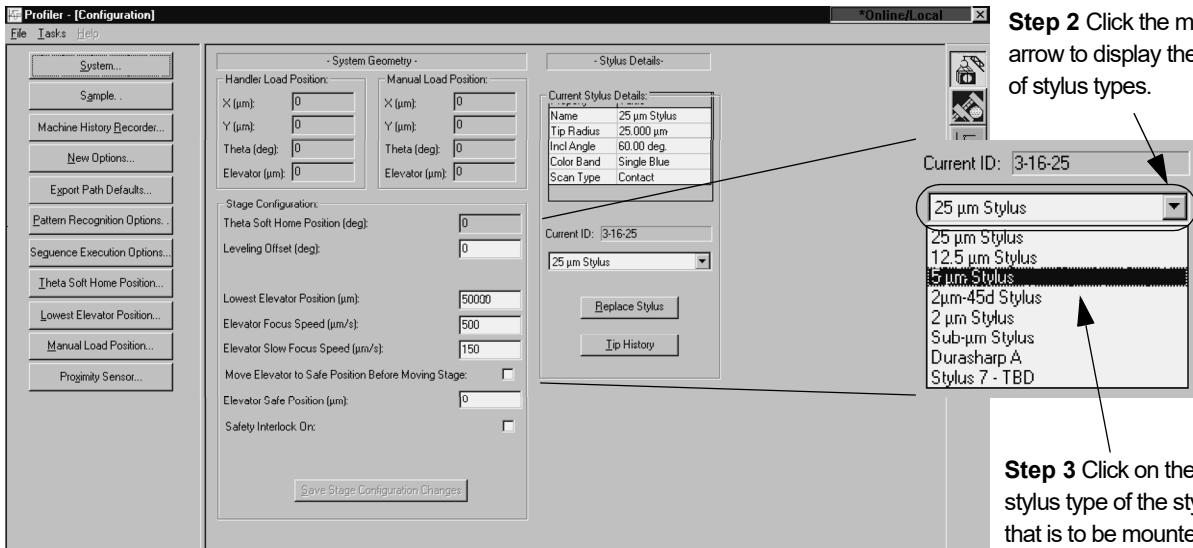 Profiler - [Configuration]
*Online/Local
File Tasks Help
System...
Sample. .
Machine History Recorder...
New Options...
Export Path Defaults...
Pattern Recognition Options. .
Sequence Execution Options...
Theta Soft Home Position...
Lowest Elevator Position...
Manual Load Position...
Proximity Sensor...
- System Geometry -
Handler Load Position:
X (µm): 0
Y (µm): 0
Theta (deg): 0
Elevator (µm): 0
Manual Load Position:
X (µm): 0
Y (µm): 0
Theta (deg): 0
Elevator (µm): 0
Stage Configuration:
Theta Soft Home Position (deg): 0
Leveling Offset (deg): 0
Lowest Elevator Position (µm): 50000
Elevator Focus Speed (µm/s): 500
Elevator Slow Focus Speed (µm/s): 150
Move Elevator to Safe Position Before Moving Stage:
Elevator Safe Position (µm): 0
Safety Interlock On:
Save Stage Configuration Changes
- Stylus Details-
Current Stylus Details:
Name 25 µm Stylus
Tip Radius 25.000 µm
Incl Angle 60.00 deg.
Color Band Single Blue
Scan Type Contact
Current ID: 3-16-25
25 µm Stylus
Replace Stylus
Tip History
Step 2 Click the
arrow to display the
of stylus types.
Current ID: 3-16-25
25 µm Stylus
25 µm Stylus
12.5 µm Stylus
5 µm Stylus
2µm-45d Stylus
2 µm Stylus
Sub-µm Stylus
Durasharp A
Stylus 7 - TBD
Step 3 Click on the
stylus type of the
that is to be